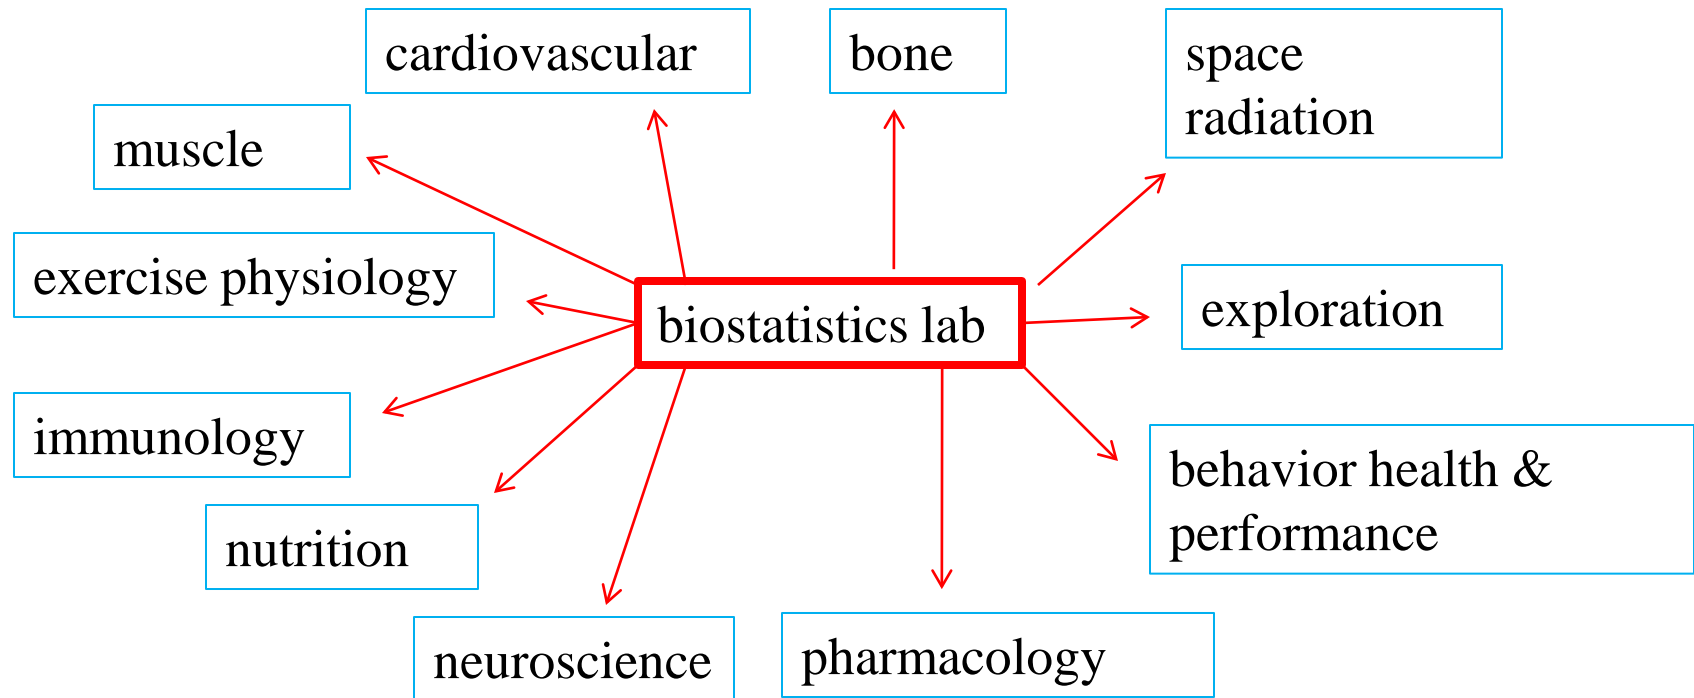 cardiovascular
bone
space
radiation
muscle
exercise physiology
biostatistics lab
exploration
immunology
behavior health &
performance
nutrition
neuroscience
pharmacology